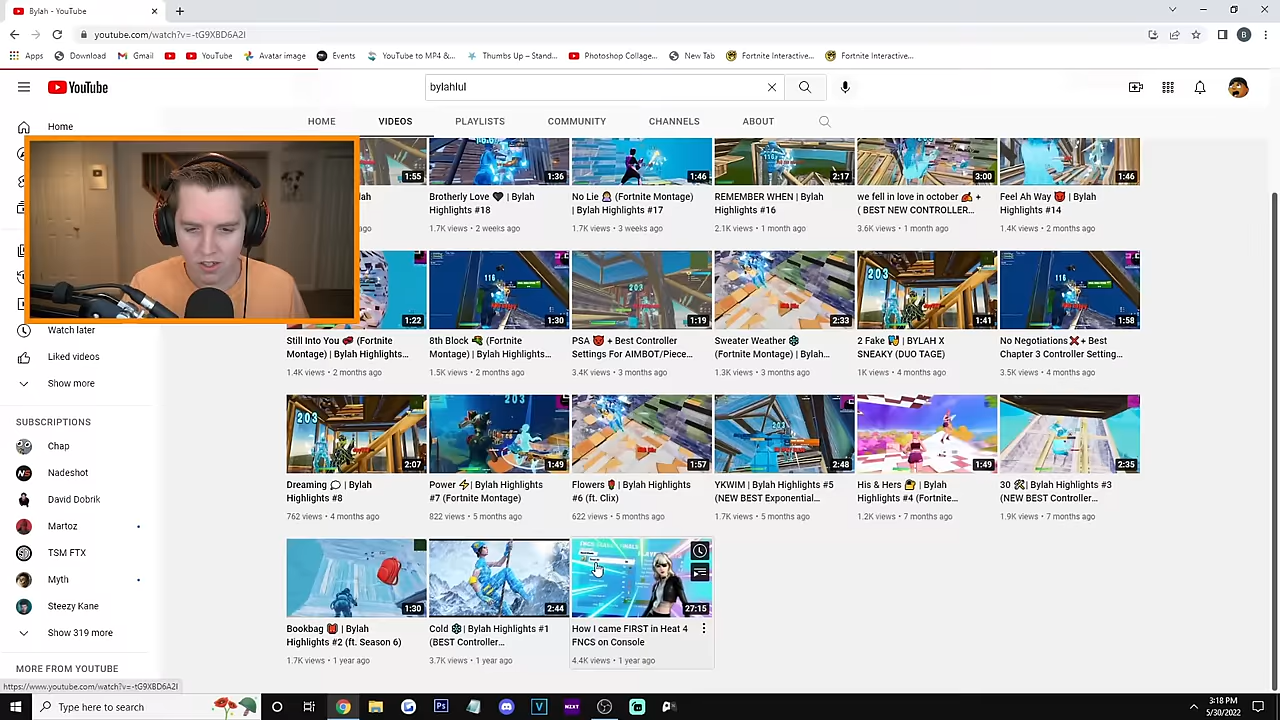 Bylah - YouTube
youtube.com/watch?v=-tG9XBD6A2I
B
Apps
Download
Gmail
YouTube
Avatar image
Events
YouTube to MP4 &...
Thumbs Up – Stand...
Photoshop Collage...
New Tab
Fortnite Interactive...
Fortnite Interactive...
YouTube
bylahlul
HOME
VIDEOS
PLAYLISTS
COMMUNITY
CHANNELS
ABOUT
Home
Watch later
Liked videos
Show more
SUBSCRIPTIONS
Chap
Nadeshot
David Dobrik
Martoz
TSM FTX
Myth
Steezy Kane
Show 319 more
MORE FROM YOUTUBE
1:55
1:36
1:46
2:17
3:00
1:46
Brotherly Love 🖤 | Bylah
Highlights #18
1.7K views • 2 weeks ago
No Lie 🤦 (Fortnite Montage)
| Bylah Highlights #17
1.7K views • 3 weeks ago
REMEMBER WHEN | Bylah
Highlights #16
2.1K views • 1 month ago
we fell in love in october 🍂 +
( BEST NEW CONTROLLER...
3.6K views • 1 month ago
Feel Ah Way 👹 | Bylah
Highlights #14
1.4K views • 2 months ago
1:22
116
1:30
203
1:19
2:33
203
1:41
116
1:58
Still Into You 💏 (Fortnite
Montage) | Bylah Highlights...
1.4K views • 2 months ago
8th Block 🔫 (Fortnite
Montage) | Bylah Highlights...
1.5K views • 2 months ago
PSA 👹 + Best Controller
Settings For AIMBOT/Piece...
3.4K views • 3 months ago
Sweater Weather ❄ 
(Fortnite Montage) | Bylah...
1.3K views • 3 months ago
2 Fake | BYLAH X
SNEAKY (DUO TAGE)
1K views • 4 months ago
No Negotiations❌ + Best
Chapter 3 Controller Setting...
3.5K views • 4 months ago
203
2:07
1:49
203
1:57
2:48
1:49
2:35
Dreaming 💭 | Bylah
Highlights #8
762 views • 4 months ago
Power ⚡ | Bylah Highlights
#7 (Fortnite Montage)
822 views • 5 months ago
Flowers 🌹 | Bylah Highlights
#6 (ft. Clix)
622 views • 5 months ago
YKWIM | Bylah Highlights #5
(NEW BEST Exponential...
1.7K views • 5 months ago
His & Hers | Bylah
Highlights #4 (Fortnite...
1.2K views • 7 months ago
30 | Bylah Highlights #3
(NEW BEST Controller...
1.9K views • 7 months ago
1:30
2:44
27:15
Bookbag 🎒 | Bylah
Highlights #2 (ft. Season 6)
1.7K views • 1 year ago
Cold ❄ | Bylah Highlights #1
(BEST Controller...
3.7K views • 1 year ago
How I came FIRST in Heat 4
FNCS on Console
4.4K views • 1 year ago
https://www.youtube.com/watch?v=-tG9XBD6A2I
Type here to search
3:18 PM
5/30/2022